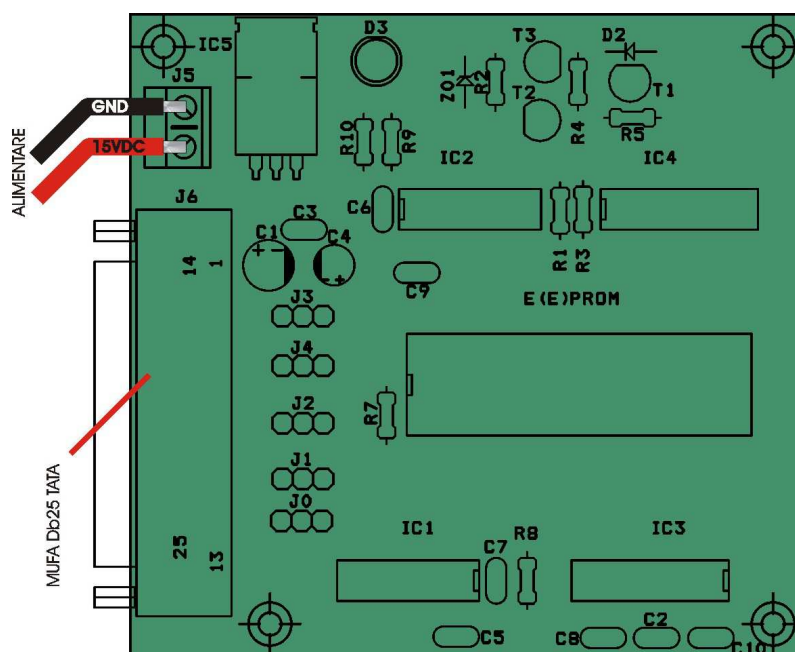 IC5
D3
T3
D2
J5
GND
15VDC
ALIMENTARE
ZD1
R2
T2
R4
T1
R5
R10
R9
IC2
IC4
J6
C6
C3
C1
C4
R1
R3
14
1
C9
J3
E(E)PROM
J4
R7
J2
J1
J0
MUFA Db25 TATA
25
13
IC1
C7
R8
IC3
C5
C8
C2
C10